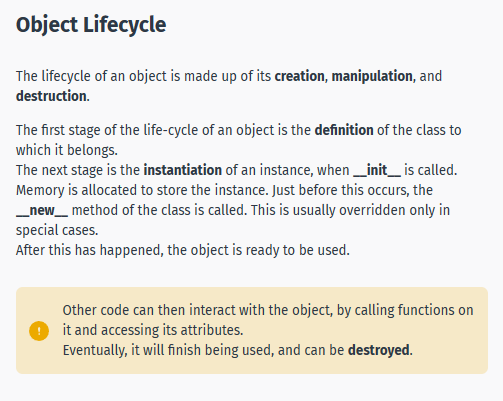 Object Lifecycle
The lifecycle of an object is made up of its creation, manipulation, and
destruction.
The first stage of the life-cycle of an object is the definition of the class to
which it belongs.
The next stage is the instantiation of an instance, when __init__ is called.
Memory is allocated to store the instance. Just before this occurs, the
__new__ method of the class is called. This is usually overridden only in
special cases.
After this has happened, the object is ready to be used.
Other code can then interact with the object, by calling functions on
it and accessing its attributes.
Eventually, it will finish being used, and can be destroyed.